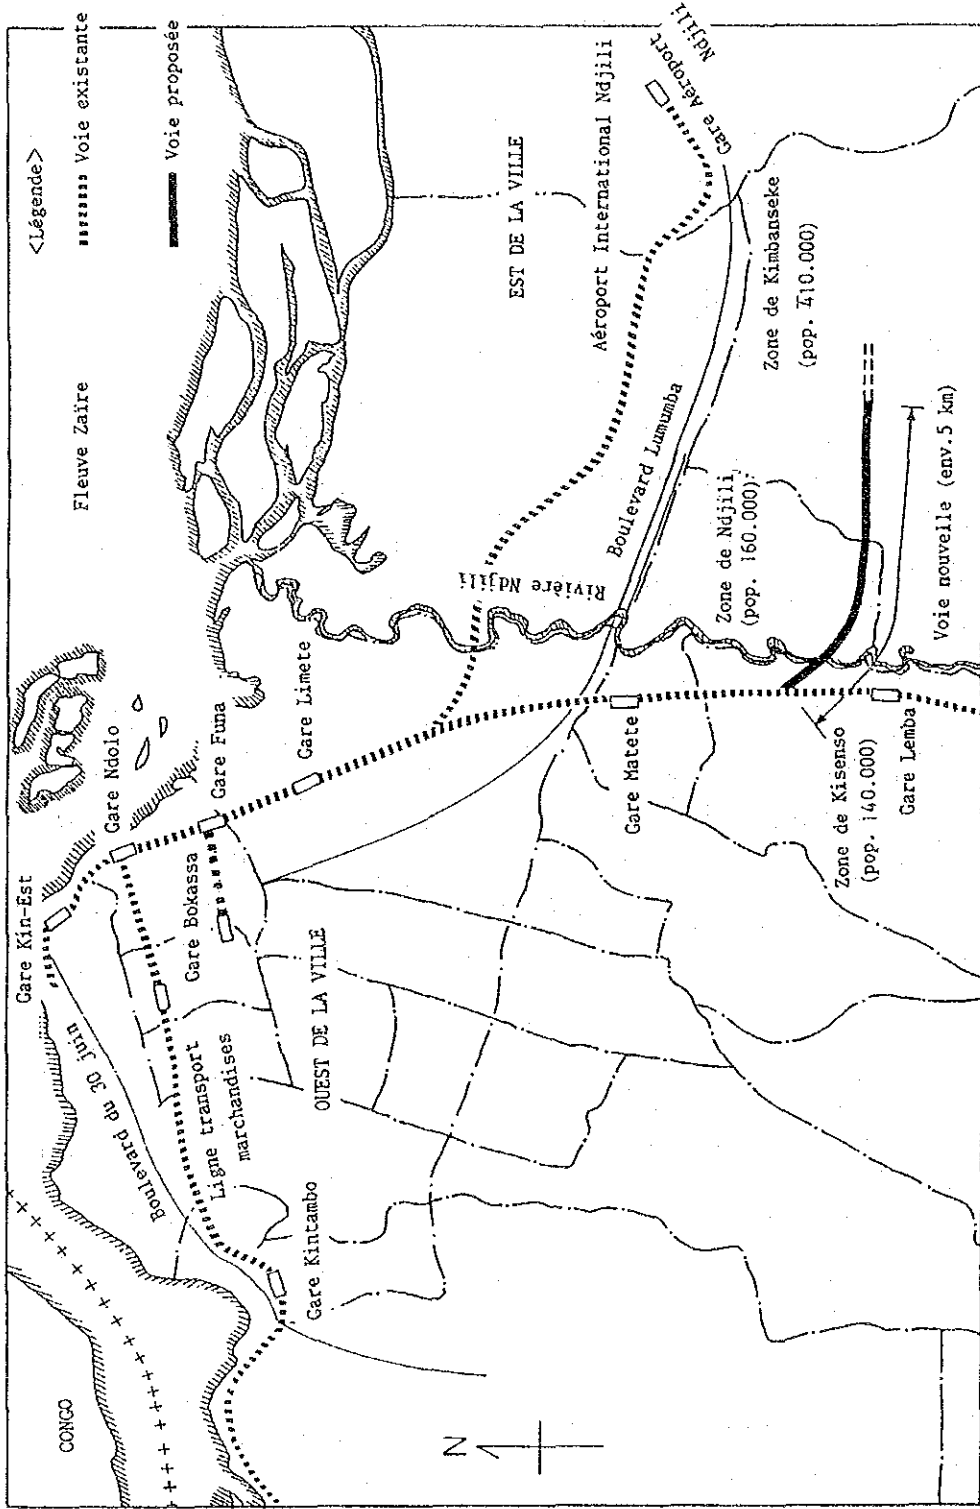 CONGO
Fleuve Zaïre
<Légende>
Voie existante
Voie proposée
Gare Kin-Est
Gare Ndolo
Gare Funa
Gare Limete
Gare Bokassa
Boulevard du 30 juin
Ligne transport
marchandises
Gare Kintambo
OUEST DE LA VILLE
EST DE LA VILLE
Aéroport International Ndjili
Gare Aéroport
Ndjili
Rivière Ndjili
Boulevard Lumumba
Zone de Ndjili
(pop. 160.000)
Zone de Kimbanseke
(pop. 410.000)
Gare Matete
Zone de Kisenso
(pop. 140.000)
Gare Lemba
Voie nouvelle (env.5 km)
N